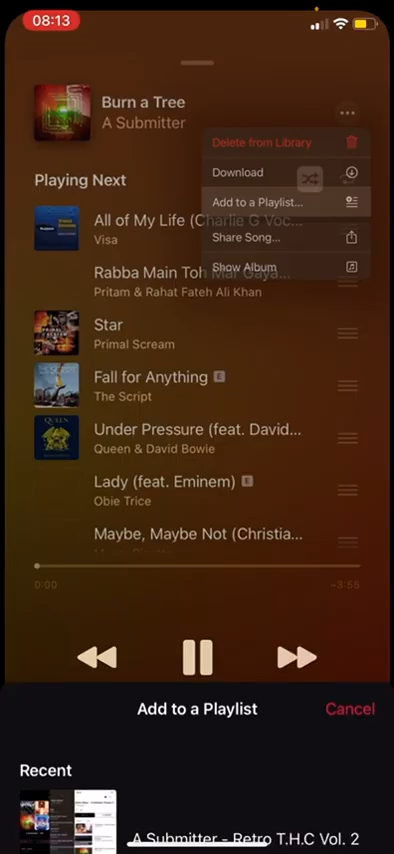 08:13
Burn a Tree
A Submitter
Delete from Library
Download
Playing Next
Add to a Playlist...
All of My Life (Charlie G Voc...
Visa
Share Song...
Show Album
Rabba Main Toh Mar Gaya...
Pritam & Rahat Fateh Ali Khan
Star
Primal Scream
Fall for Anything E
The Script
QUEEN
Under Pressure (feat. David...
Queen & David Bowie
Lady (feat. Eminem) E
Obie Trice
Maybe, Maybe Not (Christia...
0:00
-3:55
Add to a Playlist
Cancel
Recent
A Submitter - Retro T.H.C Vol. 2